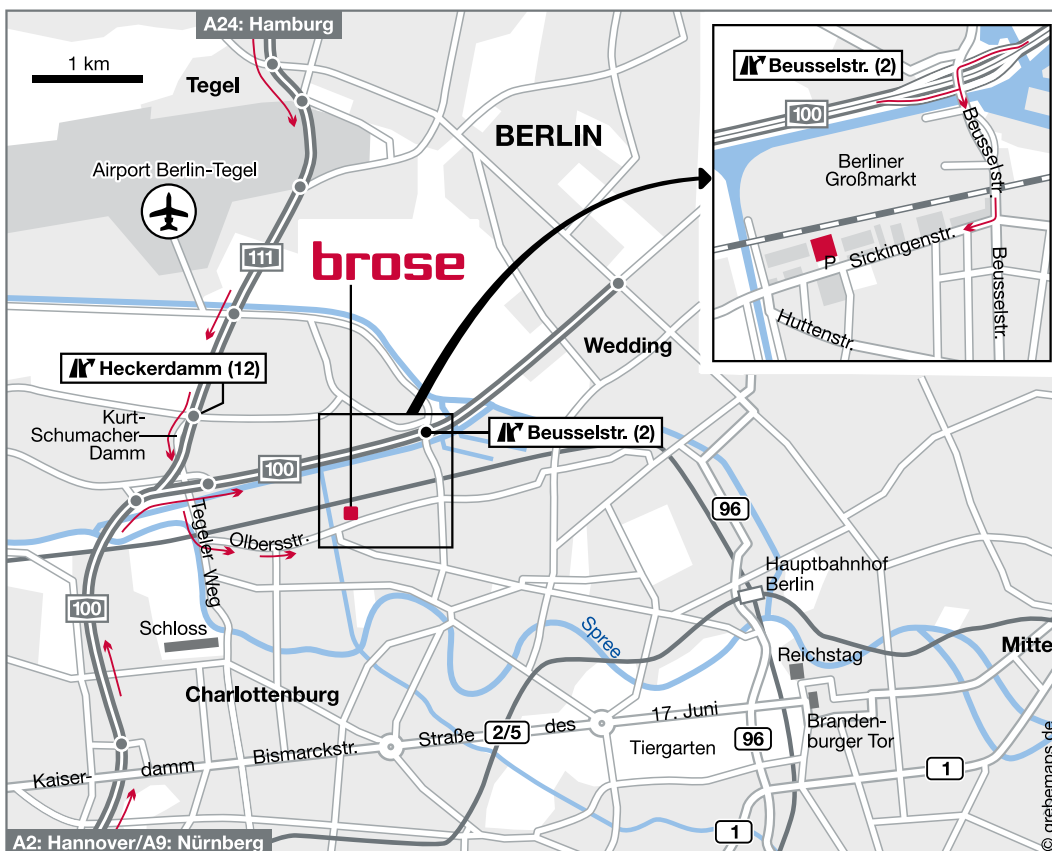 A24: Hamburg
1 km
Tegel
BERLIN
Airport Berlin-Tegel
111
brose
Wedding
Heckerdamm (12)
Kurt-
Schumacher
Damm
Beusselstr. (2)
100
96
Tegeler Weg
Olbersstr.
Hauptbahnhof
Berlin
100
Schloss
Spree
Reichstag
Mitte
Charlottenburg
17. Juni
Branden-
burger Tor
Straße
2/5
des
Bismarckstr.
Tiergarten
96
Kaiser-
damm
1
1
A2: Hannover/A9: Nürnberg
© grebemaps.de
Beusselstr. (2)
100
Beusselstr.
Berliner
Großmarkt
P
Sickingenstr.
Beusselstr.
Huttenstr.